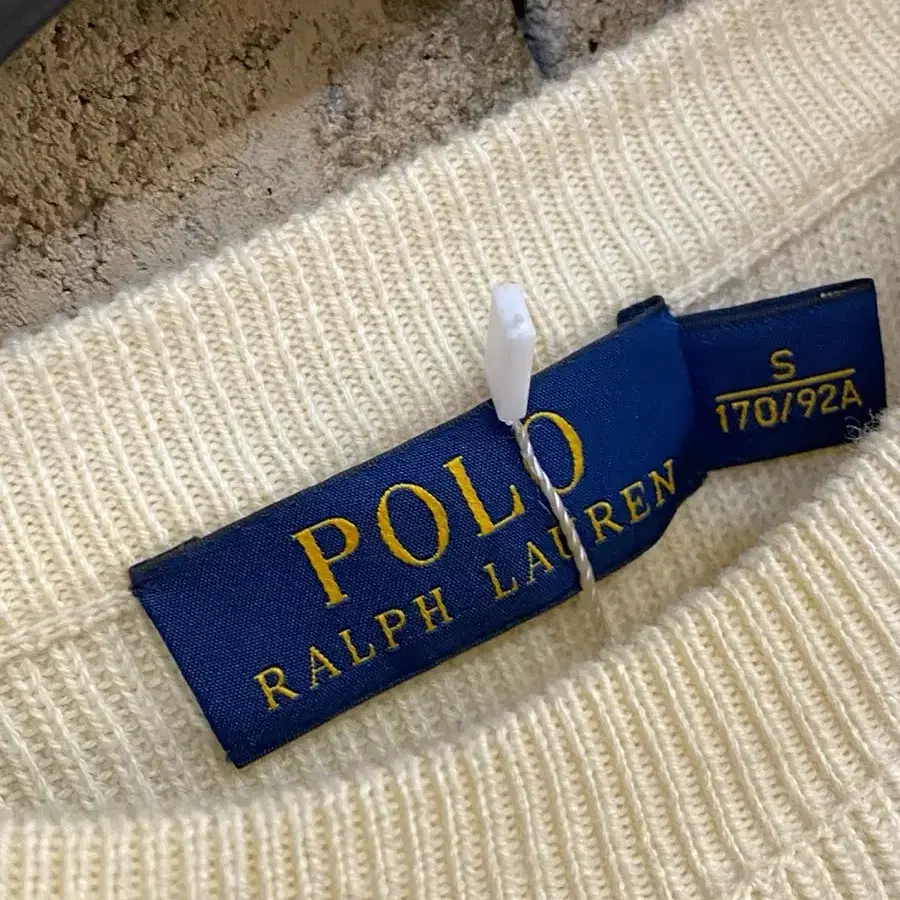 POLO
RALPH LAUREN
S
170/92A